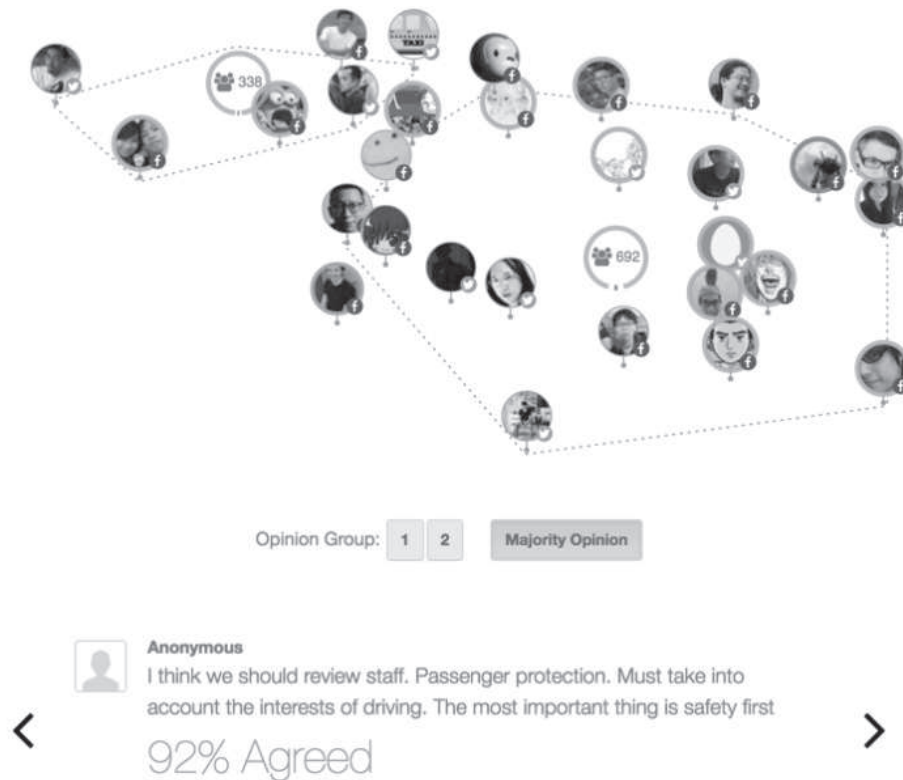 TAXI
338
692
Opinion Group: 1 2 Majority Opinion
Anonymous
I think we should review staff. Passenger protection. Must take into
account the interests of driving. The most important thing is safety first
92% Agreed